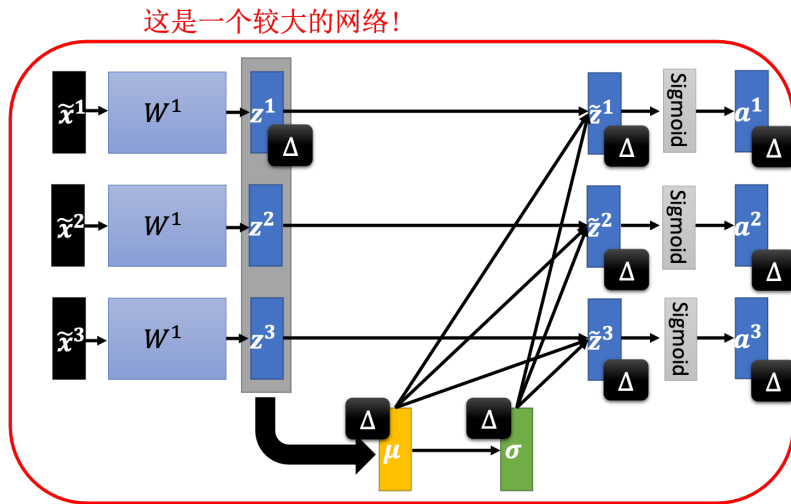 这是一个较大的网络!
x̃¹ W¹ z¹ Δ z̃¹ Δ Sigmoid a¹ Δ
x̃² W¹ z² z̃² Δ Sigmoid a² Δ
x̃³ W¹ z³ z̃³ Δ Sigmoid a³ Δ
Δ μ Δ σ